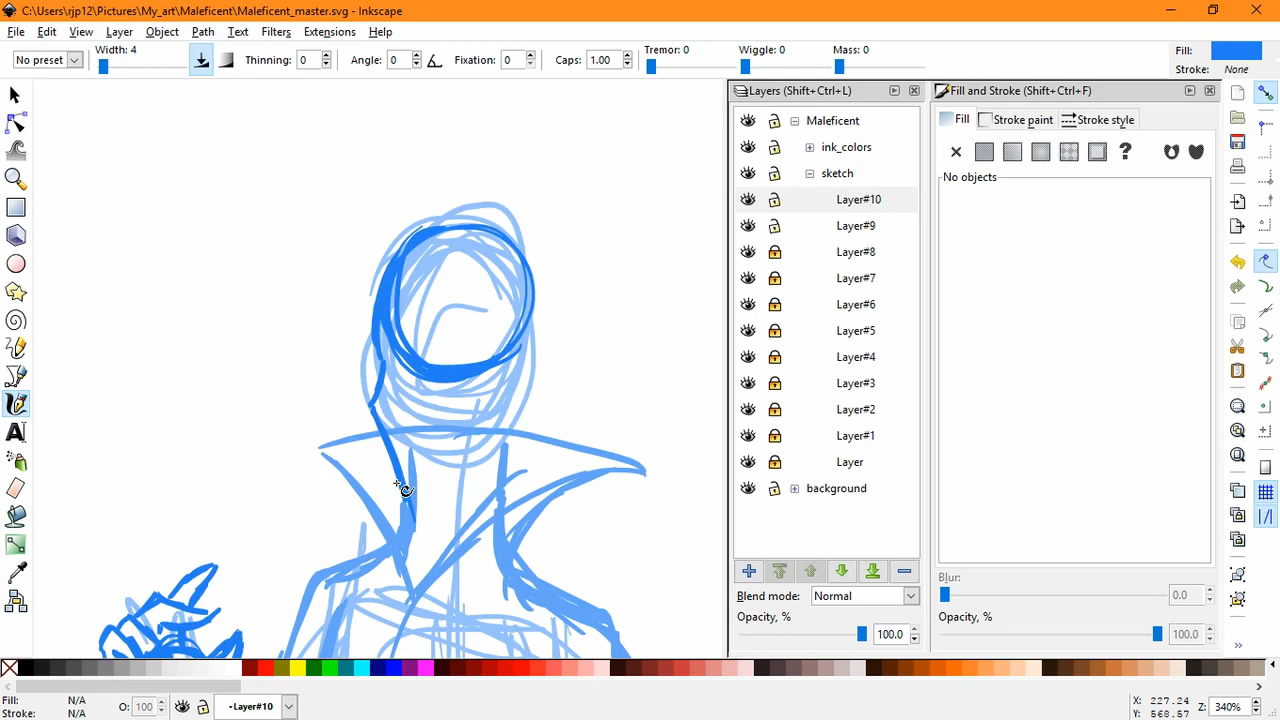 C:\Users\rjp12\Pictures\My_art\Maleficent\Maleficent_master.svg - Inkscape
File Edit View Layer Object Path Text Filters Extensions Help
No preset Width: 4 Thinning: 0 Angle: 0 Fixation: 0 Caps: 1.00 Tremor: 0 Wiggle: 0 Mass: 0 Fill:
Stroke: None
Layers (Shift+Ctrl+L) Fill and Stroke (Shift+Ctrl+F)
Maleficent Fill Stroke paint Stroke style
ink_colors
sketch No objects
Layer#10
Layer#9
Layer#8
Layer#7
Layer#6
Layer#5
Layer#4
Layer#3
Layer#2
Layer#1
Layer
background
Blur:
0.0
Blend mode: Normal
Opacity, % Opacity, %
100.0 100.0
Fill: N/A
Stroke: N/A
O: 100 •Layer#10
X: 227.24
Y: 568.57
Z: 340%